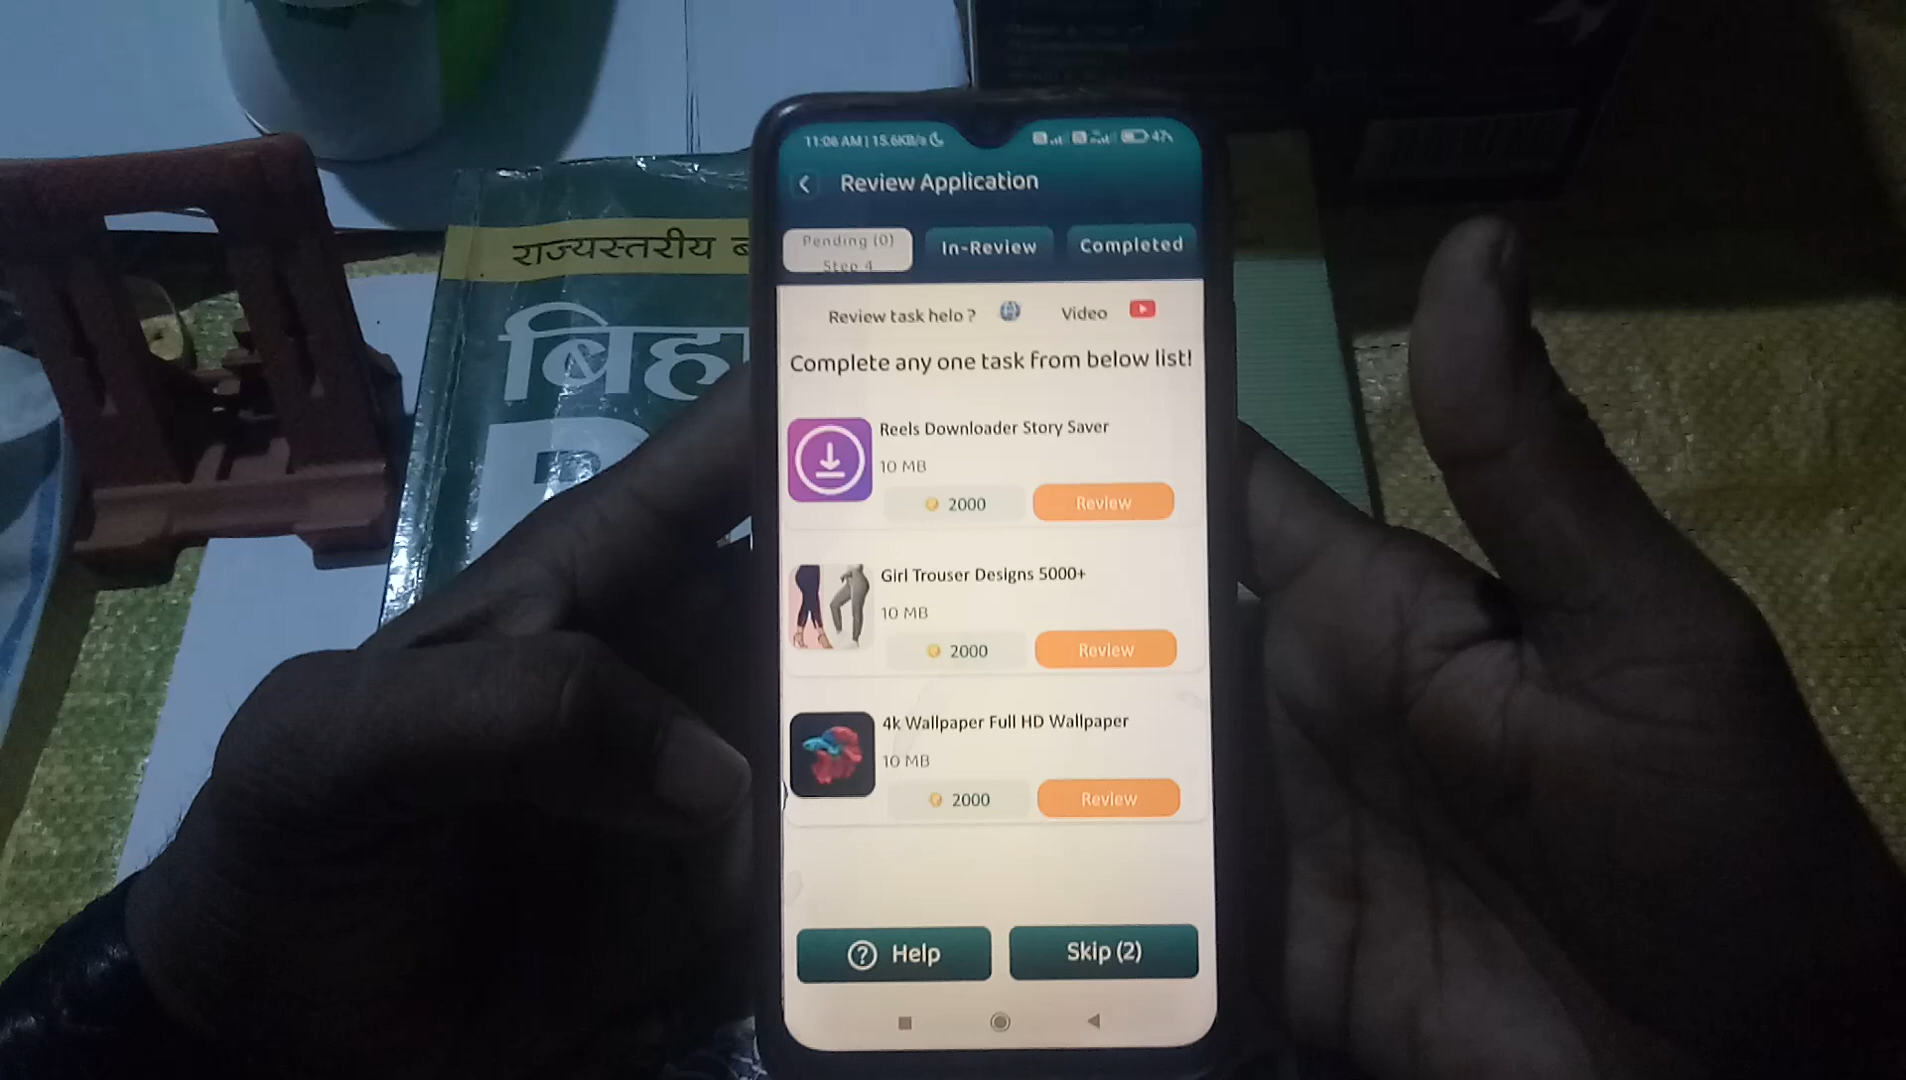 11:06 AM | 15.6KB/s
47%
Review Application
Pending (0)
Step 4
In-Review
Completed
Review task help ?
Video
Complete any one task from below list!
Reels Downloader Story Saver
10 MB
2000
Review
Girl Trouser Designs 5000+
10 MB
2000
Review
4k Wallpaper Full HD Wallpaper
10 MB
2000
Review
? Help
Skip (2)
राज्यस्तरीय